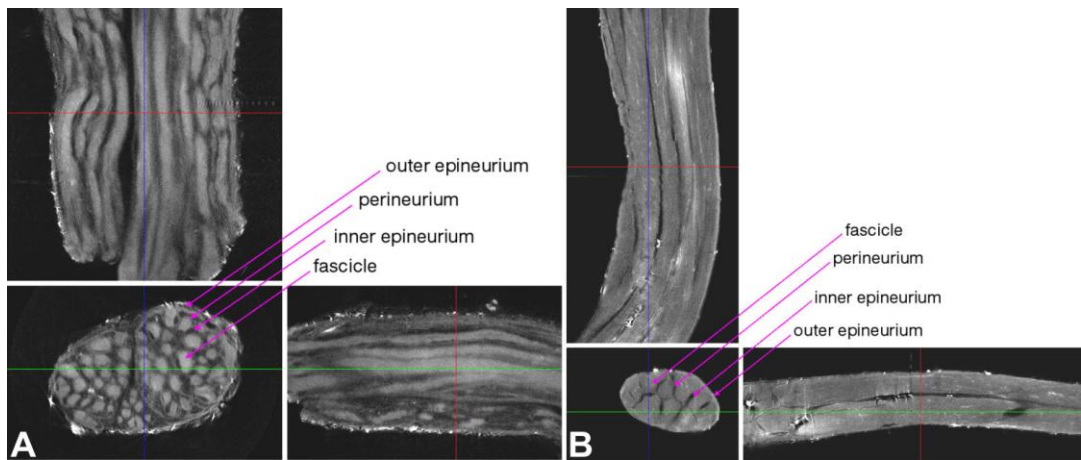 outer epineurium
perineurium
inner epineurium
fascicle
A
fascicle
perineurium
inner epineurium
outer epineurium
B